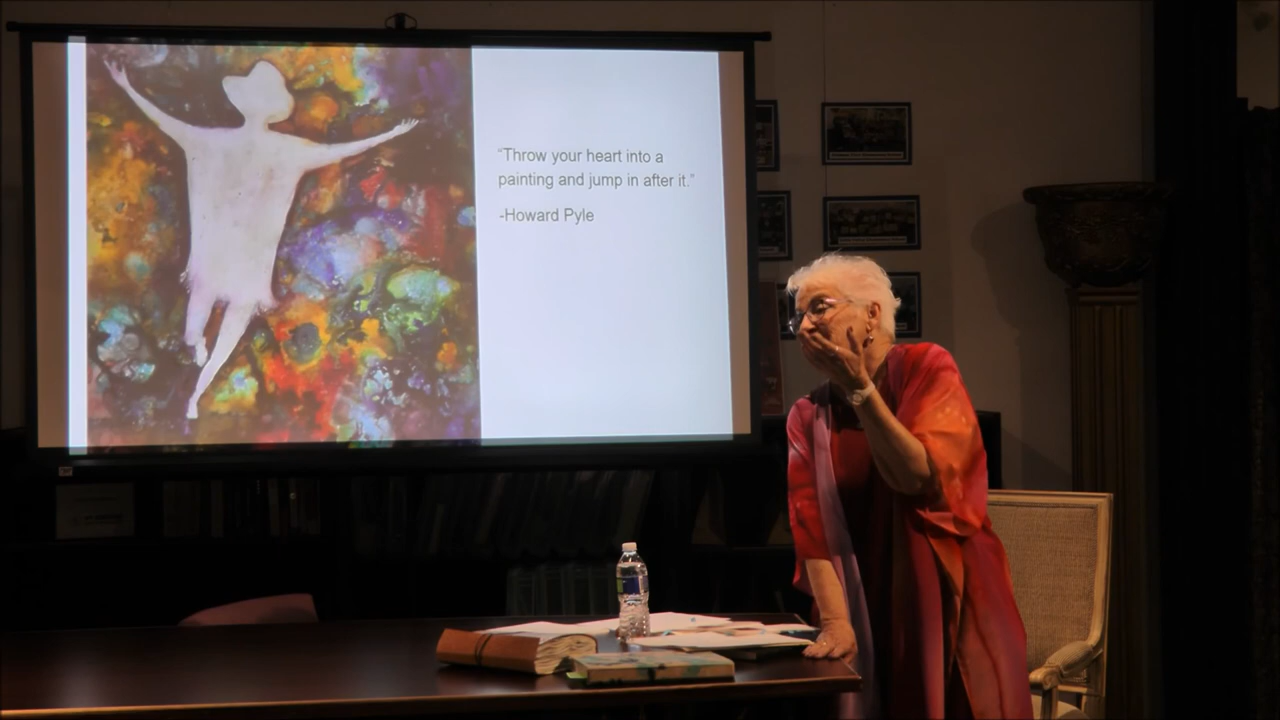 “Throw your heart into a
painting and jump in after it.”
-Howard Pyle